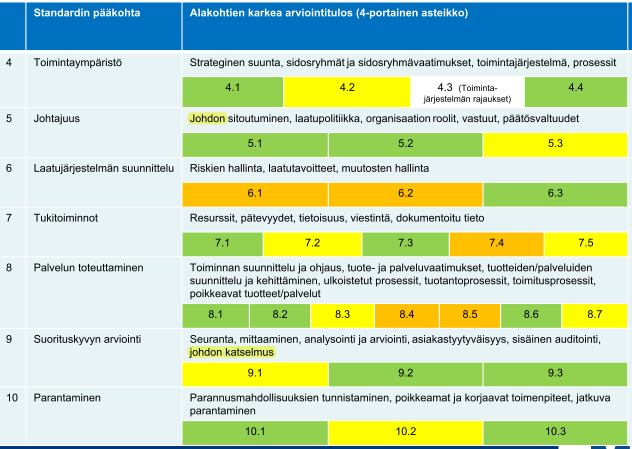 Standardin pääkohta
Alakohtien karkea arviointitulos (4-portainen asteikko)
4
Toimintaympäristö
Strateginen suunta, sidosryhmät ja sidosryhmävaatimukset, toimintajärjestelmä, prosessit
4.1
4.2
4.3 (Toiminta-
järjestelmän rajaukset)
4.4
5
Johtajuus
Johdon sitoutuminen, laatupolitiikka, organisaation roolit, vastuut, päätösvaltuudet
5.1
5.2
5.3
6
Laatujärjestelmän suunnittelu
Riskien hallinta, laatutavoitteet, muutosten hallinta
6.1
6.2
6.3
7
Tukitoiminnot
Resurssit, pätevyydet, tietoisuus, viestintä, dokumentoitu tieto
7.1
7.2
7.3
7.4
7.5
8
Palvelun toteuttaminen
Toiminnan suunnittelu ja ohjaus, tuote- ja palveluvaatimukset, tuotteiden/palveluiden
suunnittelu ja kehittäminen, ulkoistetut prosessit, tuotantoprosessit, toimitusprosessit,
poikkeavat tuotteet/palvelut
8.1
8.2
8.3
8.4
8.5
8.6
8.7
9
Suorituskyvyn arviointi
Seuranta, mittaaminen, analysointi ja arviointi, asiakastyytyväisyys, sisäinen auditointi,
johdon katselmus
9.1
9.2
9.3
10
Parantaminen
Parannusmahdollisuuksien tunnistaminen, poikkeamat ja korjaavat toimenpiteet, jatkuva
parantaminen
10.1
10.2
10.3